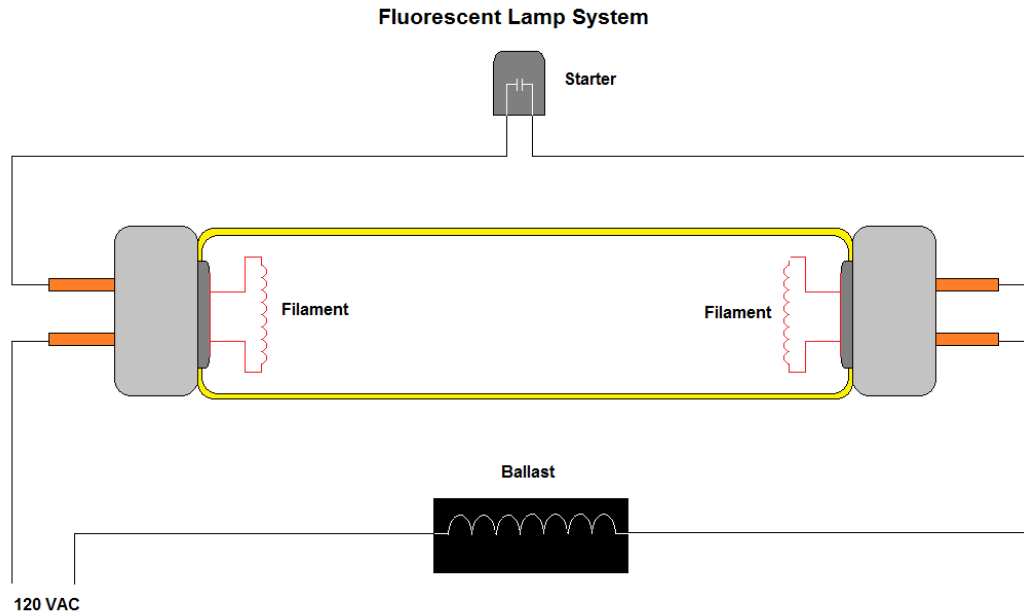 Fluorescent Lamp System
Starter
Filament
Filament
Ballast
120 VAC